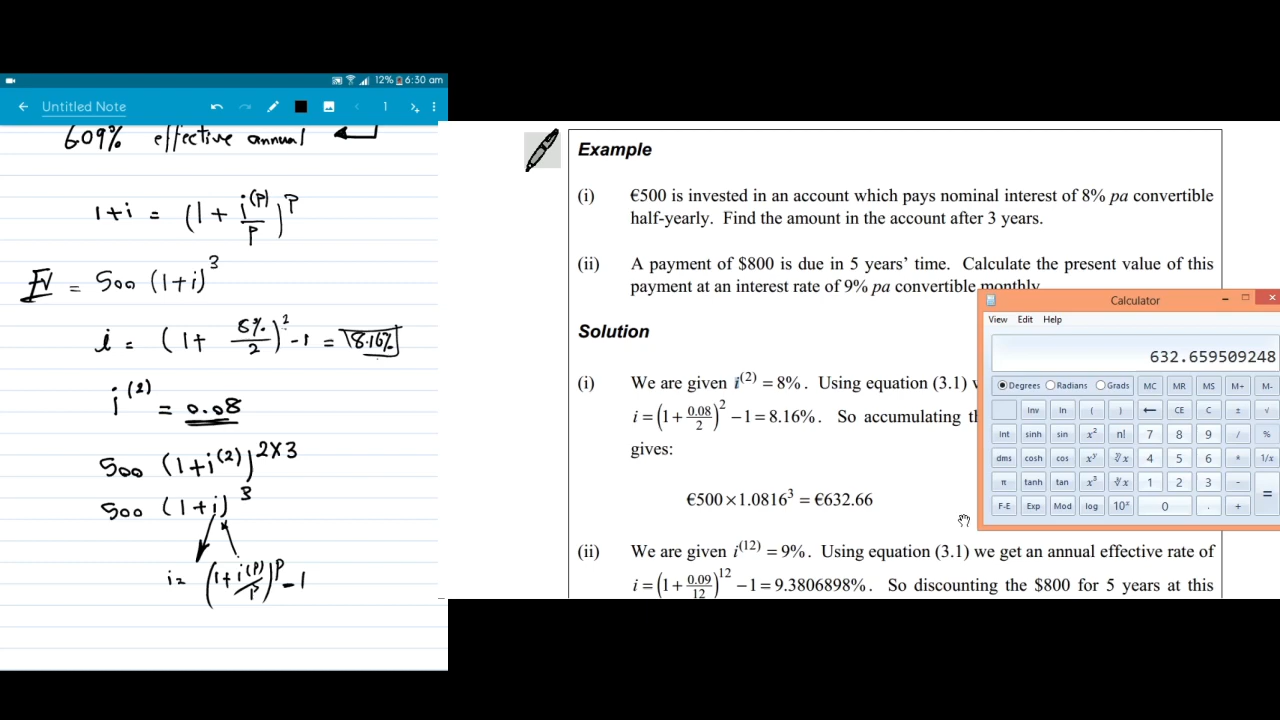 12% 6:30 am
Untitled Note
1
6.09% effective annual
1+i = (1 + i^(p)/p)^p
FV = 500 (1+i)^3
i = (1 + 8%/2)^2 -1 = 8.16%
i^(2) = 0.08
500 (1+i^(2))^2×3
500 (1+i)^3
i = (1+i^(p)/p)^p - 1
Example
(i) €500 is invested in an account which pays nominal interest of 8% pa convertible
half-yearly. Find the amount in the account after 3 years.
(ii) A payment of $800 is due in 5 years’ time. Calculate the present value of this
payment at an interest rate of 9% pa convertible monthly.
Solution
(i) We are given i^(2) = 8%. Using equation (3.1)
i = (1 + 0.08/2)^2 −1 = 8.16%. So accumulating
gives:
€500 × 1.0816^3 = €632.66
(ii) We are given i^(12) = 9%. Using equation (3.1) we get an annual effective rate of
i = (1 + 0.09/12)^12 −1 = 9.3806898%. So discounting the $800 for 5 years at this
Calculator
View Edit Help
632.659509248
Degrees Radians Grads MC MR MS M+ M-
Inv ln ( ) ← CE C ± √
Int sinh sin x² n! 7 8 9 / %
dms cosh cos x^y ʸ√x 4 5 6 * 1/x
π tanh tan x³ ³√x 1 2 3 - =
F-E Exp Mod log 10^x 0 . +